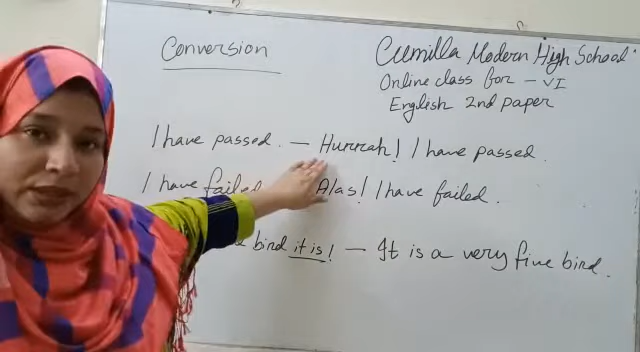 Conversion
Cumilla Modern High School
Online class for - VI
English 2nd paper
I have passed. — Hurrrah! I have passed.
I have failed Alas! I have failed.
bird it is! — It is a very fine bird.